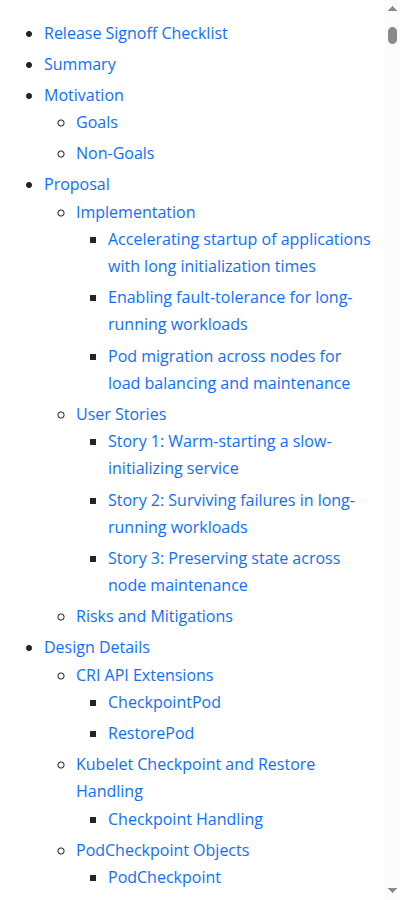 Release Signoff Checklist
Summary
Motivation
Goals
Non-Goals
Proposal
Implementation
Accelerating startup of applications
with long initialization times
Enabling fault-tolerance for long-
running workloads
Pod migration across nodes for
load balancing and maintenance
User Stories
Story 1: Warm-starting a slow-
initializing service
Story 2: Surviving failures in long-
running workloads
Story 3: Preserving state across
node maintenance
Risks and Mitigations
Design Details
CRI API Extensions
CheckpointPod
RestorePod
Kubelet Checkpoint and Restore
Handling
Checkpoint Handling
PodCheckpoint Objects
PodCheckpoint